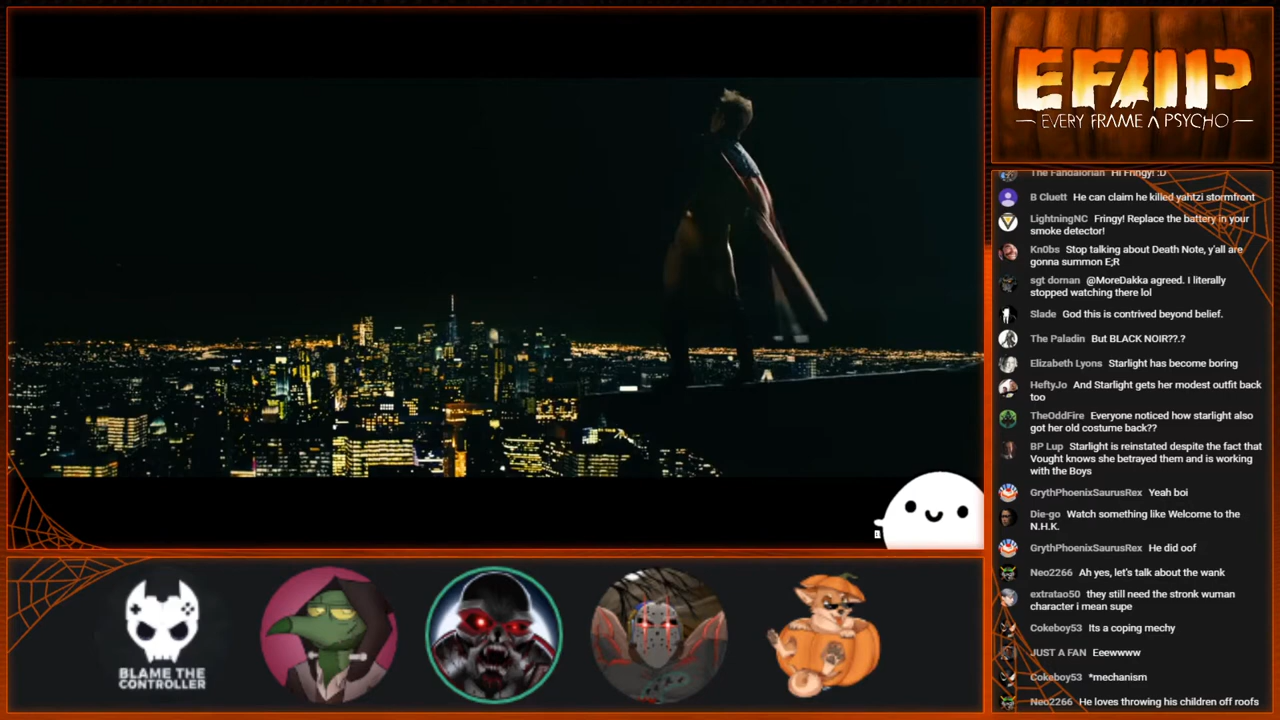 EFAP
EVERY FRAME A PSYCHO
The Fandalorian Hi Fringy! :D
B Cluett He can claim he killed yahtzi stormfront
LightningNC Fringy! Replace the battery in your
smoke detector!
Kn0bs Stop talking about Death Note, y'all are
gonna summon E;R
sgt dornan @MoreDakka agreed. I literally
stopped watching there lol
Slade God this is contrived beyond belief.
The Paladin But BLACK NOIR??.?
Elizabeth Lyons Starlight has become boring
HeftyJo And Starlight gets her modest outfit back
too
TheOddFire Everyone noticed how starlight also
got her old costume back??
BP Lup Starlight is reinstated despite the fact that
Vought knows she betrayed them and is working
with the Boys
GrythPhoenixSaurusRex Yeah boi
Die-go Watch something like Welcome to the
N.H.K.
GrythPhoenixSaurusRex He did oof
Neo2266 Ah yes, let's talk about the wank
extratao50 they still need the stronk wuman
character i mean supe
Cokeboy53 Its a coping mechy
JUST A FAN Eeewwww
Cokeboy53 *mechanism
Neo2266 He loves throwing his children off roofs
BLAME THE
CONTROLLER